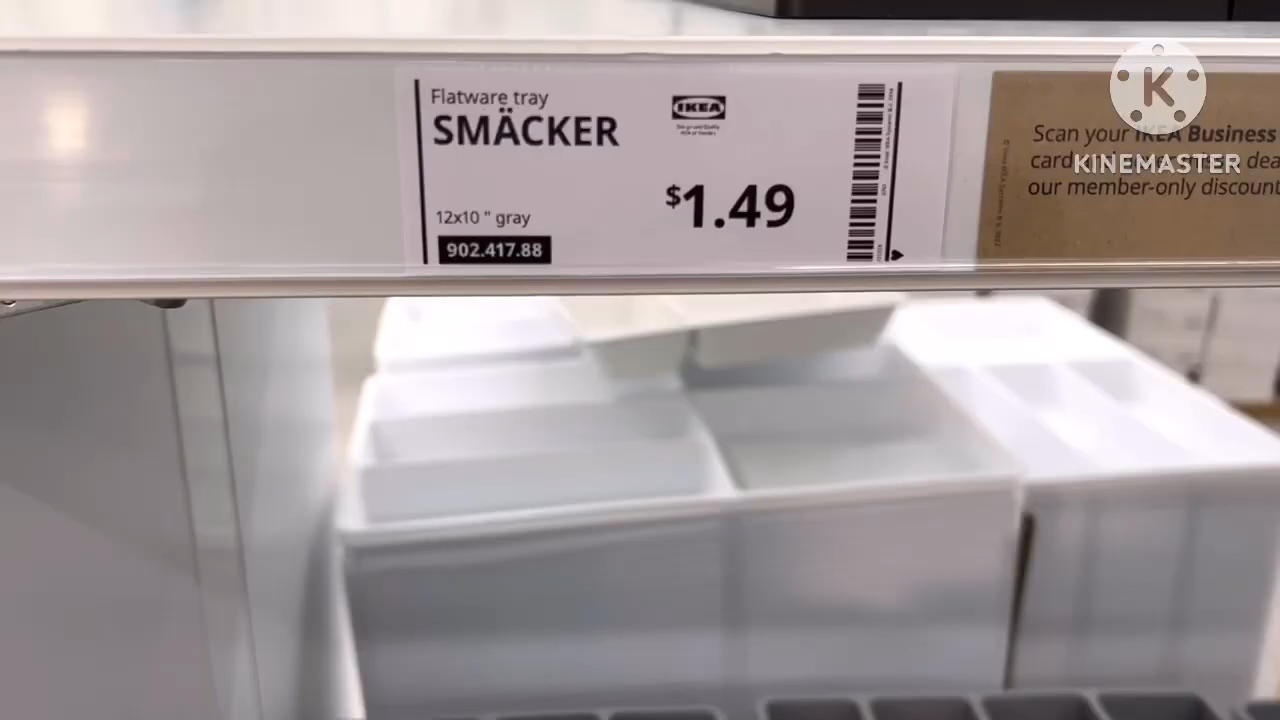 Flatware tray
SMÄCKER
IKEA
12x10 " gray
$1.49
902.417.88
Scan your IKEA Business
card
our member-only discount
K
KINEMASTER